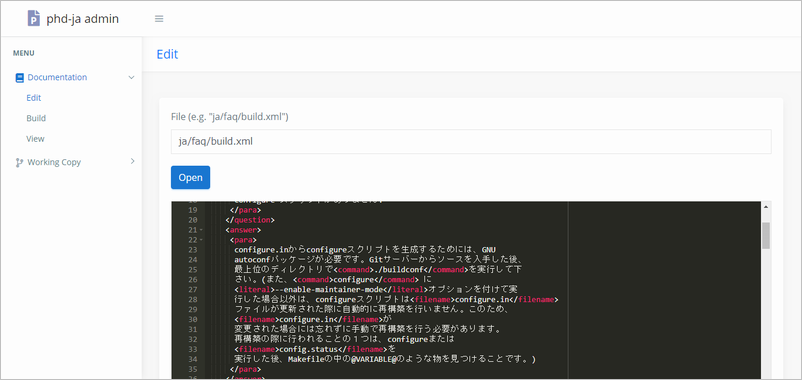 phd-ja admin
MENU
Documentation
Edit
Build
View
Working Copy
Edit
File (e.g. "ja/faq/build.xml")
ja/faq/build.xml
Open
19 </para>
20 </question>
21 <answer>
22 <para>
23 configure.inからconfigureスクリプトを生成するためには、GNU
24 autoconfパッケージが必要です。Gitサーバーからソースを入手した後、
25 最上位のディレクトリで<command>./buildconf</command>を実行して下
26 さい。(また、<command>configure</command> に
27 <literal>--enable-maintainer-mode</literal>オプションを付けて実
28 行した場合以外は、configureスクリプトは<filename>configure.in</filename>
29 ファイルが更新された際に自動的に再構築を行いません。このため、
30 <filename>configure.in</filename>が
31 変更された場合には忘れずに手動で再構築を行う必要があります。
32 再構築の際に行われることの１つは、configureまたは
33 <filename>config.status</filename>を
34 実行した後、Makefileの中の@VARIABLE@のような物を見つけることです。)
35 </para>